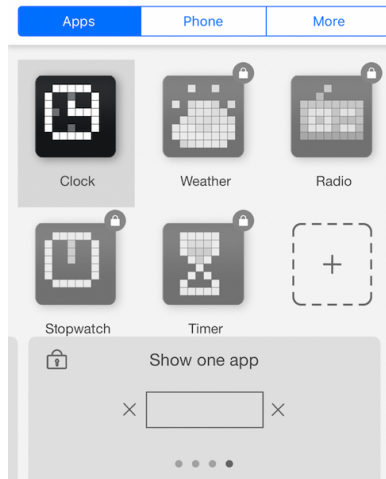 Apps Phone More
Clock Weather Radio
Stopwatch Timer
Show one app